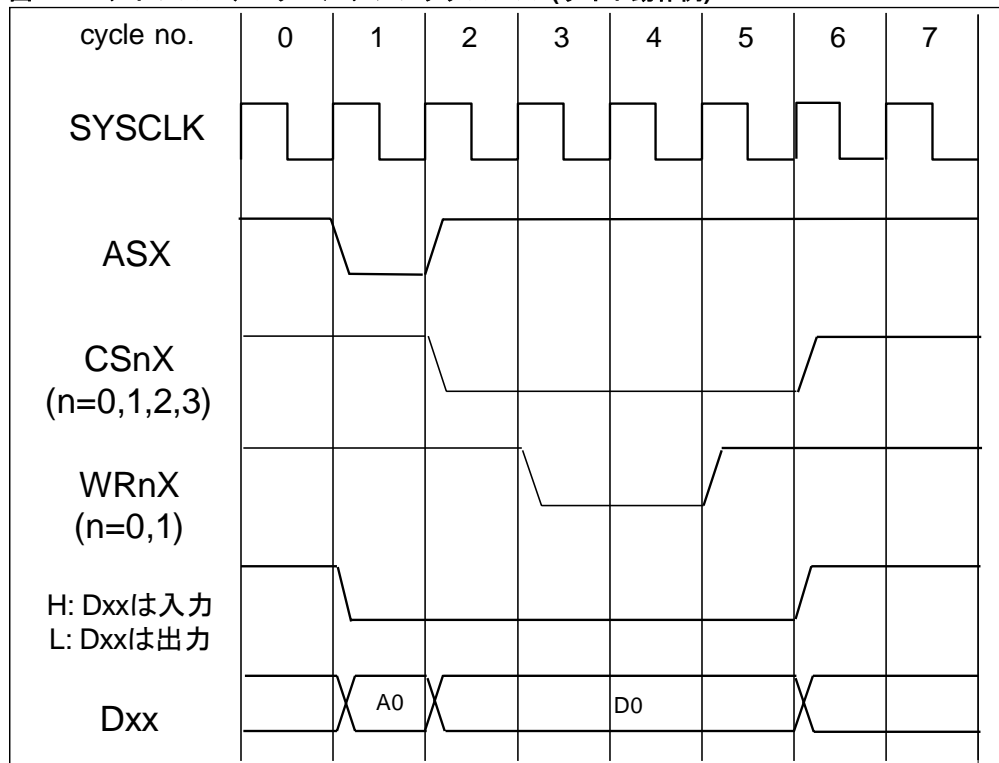 cycle no. 0 1 2 3 4 5 6 7
SYSCLK
ASX
CSnX
(n=0,1,2,3)
WRnX
(n=0,1)
H: Dxxは入力
L: Dxxは出力
Dxx A0 D0